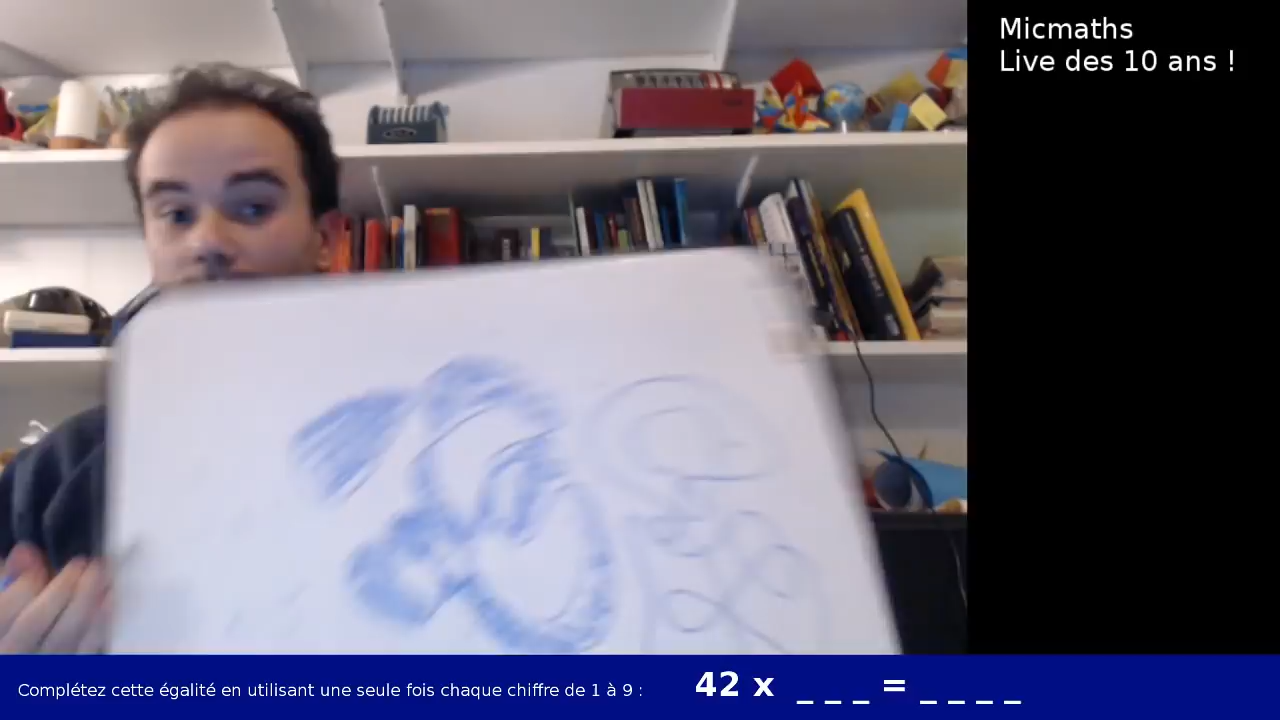 Micmaths
Live des 10 ans !
Complétez cette égalité en utilisant une seule fois chaque chiffre de 1 à 9 : 42 x _ _ _ = _ _ _ _